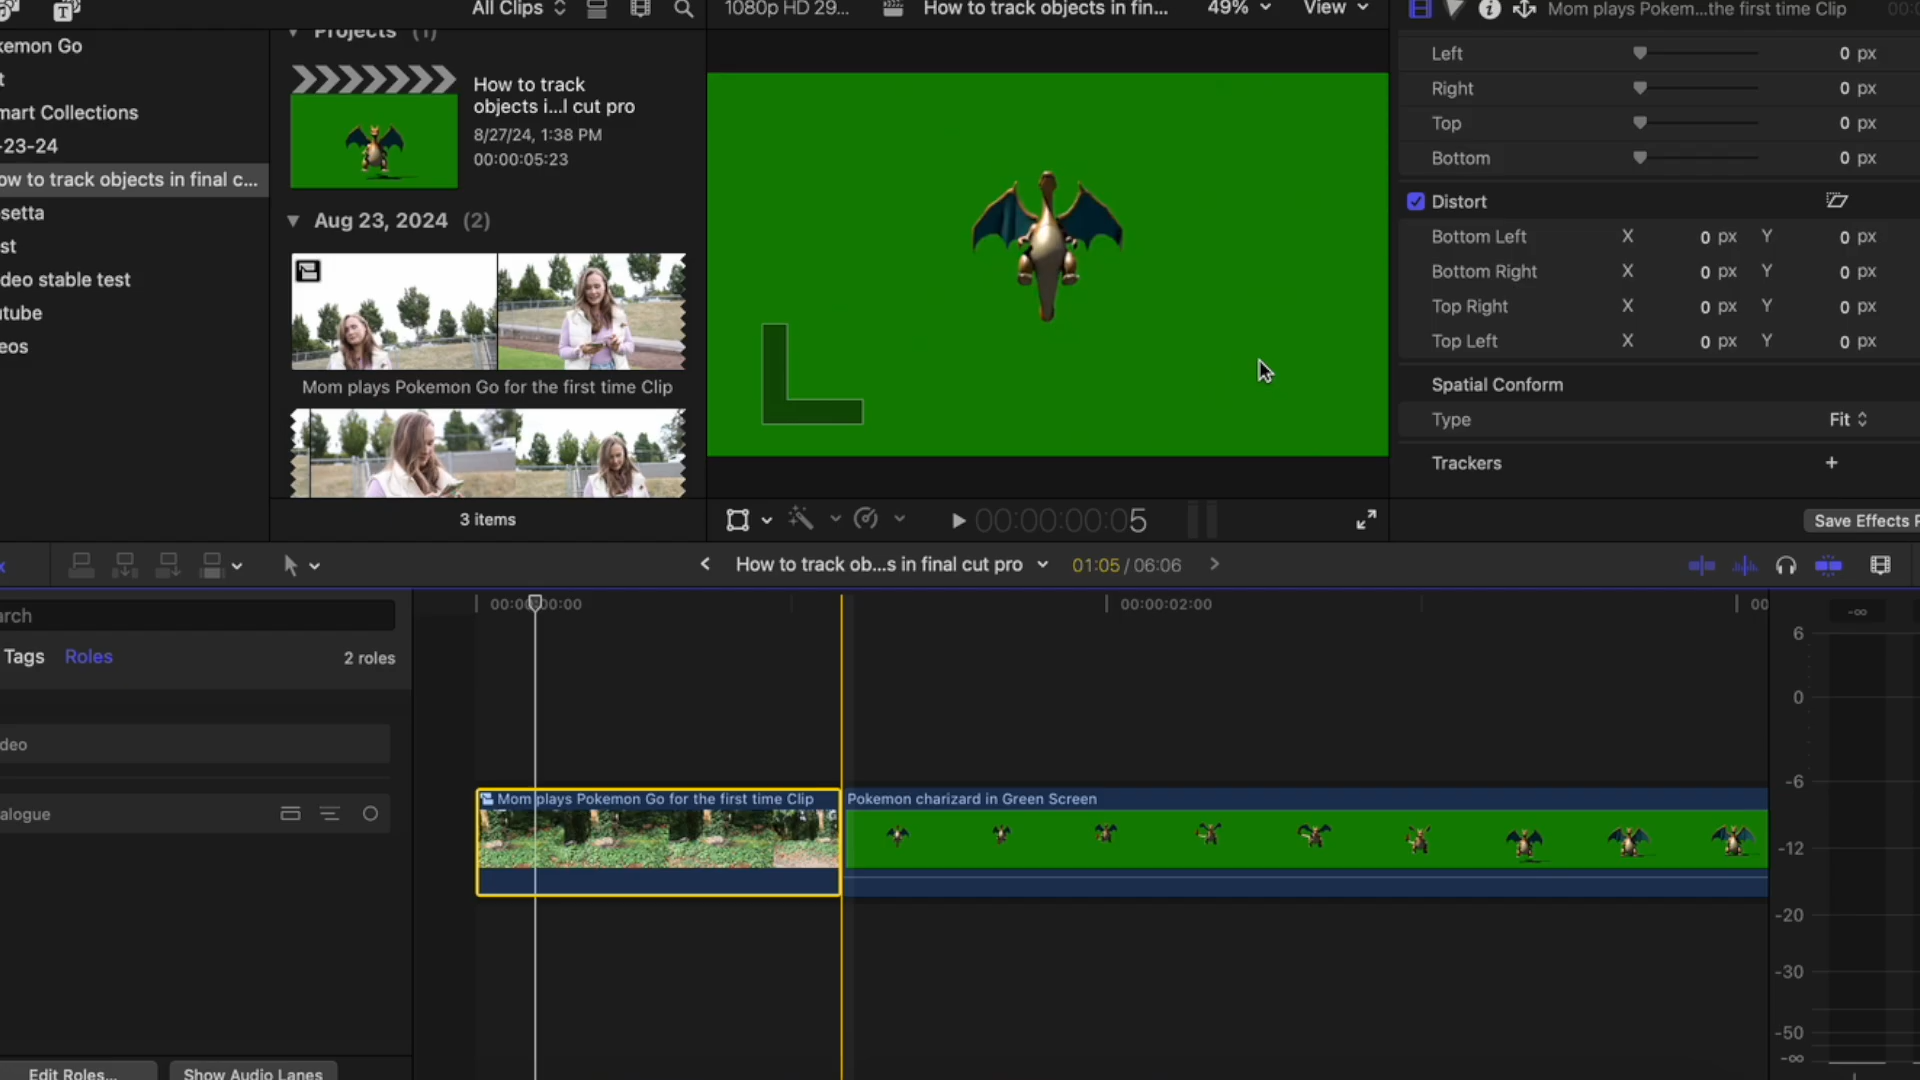 All Clips
1080p HD 29...
How to track objects in fin...
49%
View
Mom plays Pokem...the first time Clip
kemon Go
t
mart Collections
-23-24
ow to track objects in final c...
setta
st
deo stable test
utube
eos
Projects (1)
How to track
objects i...l cut pro
8/27/24, 1:38 PM
00:00:05:23
Aug 23, 2024 (2)
Mom plays Pokemon Go for the first time Clip
3 items
00:00:00:05
Left 0 px
Right 0 px
Top 0 px
Bottom 0 px
Distort
Bottom Left X 0 px Y 0 px
Bottom Right X 0 px Y 0 px
Top Right X 0 px Y 0 px
Top Left X 0 px Y 0 px
Spatial Conform
Type Fit
Trackers +
Save Effects P
How to track ob...s in final cut pro
01:05 / 06:06
arch
Tags Roles 2 roles
deo
alogue
Edit Roles...
Show Audio Lanes
00:00:00:00
00:00:02:00
00
Mom plays Pokemon Go for the first time Clip
Pokemon charizard in Green Screen
-∞
6
0
-6
-12
-20
-30
-50
-∞